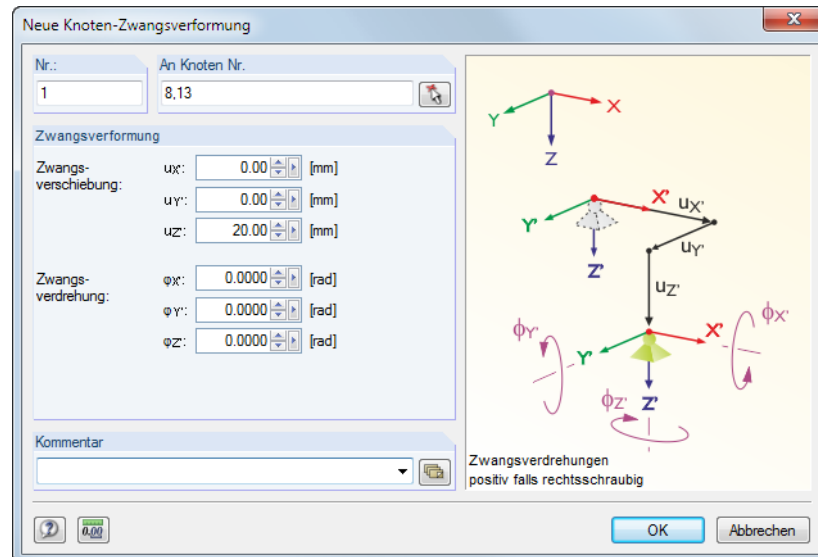 Neue Knoten-Zwangsverformung
Nr.:
1
An Knoten Nr.
8,13
Zwangsverformung
Zwangs-
verschiebung:
uX': 0.00 [mm]
uY': 0.00 [mm]
uZ': 20.00 [mm]
Zwangs-
verdrehung:
φX': 0.0000 [rad]
φY': 0.0000 [rad]
φZ': 0.0000 [rad]
Kommentar
Y X
Z
X' uX'
Y' uY'
Z'
uZ'
ϕY' ϕX'
Y' X'
ϕZ' Z'
Zwangsverdrehungen
positiv falls rechtsschraubig
0.00
OK Abbrechen